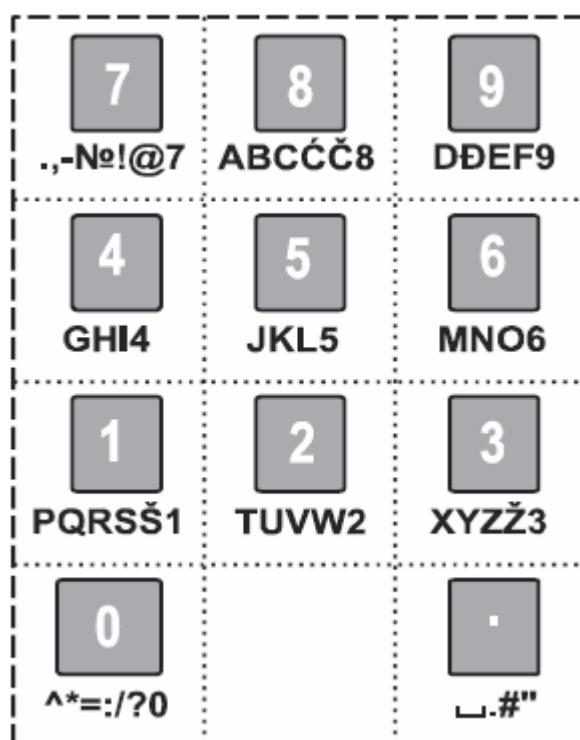 7 8 9
.,-№!@7 ABCĆČ8 DĐEF9
4 5 6
GHI4 JKL5 MNO6
1 2 3
PQRSŠ1 TUVW2 XYZŽ3
0 .
^*=:/?0 ⎵.#"